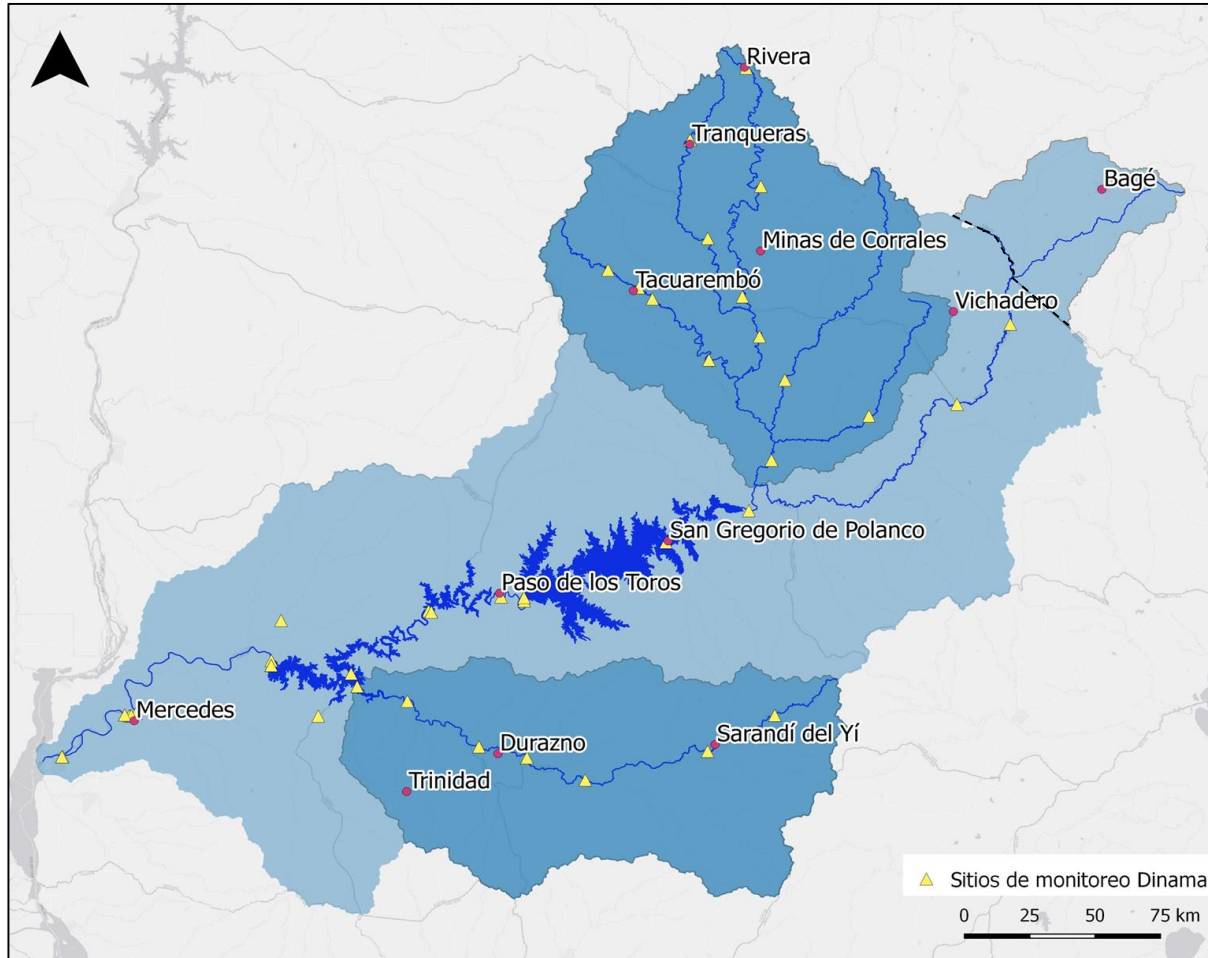 Rivera
Tranqueras
Bagé
Minas de Corrales
Tacuarembó
Vichadero
San Gregorio de Polanco
Paso de los Toros
Mercedes
Durazno
Sarandí del Yí
Trinidad
Sitios de monitoreo Dinama
0 25 50 75 km